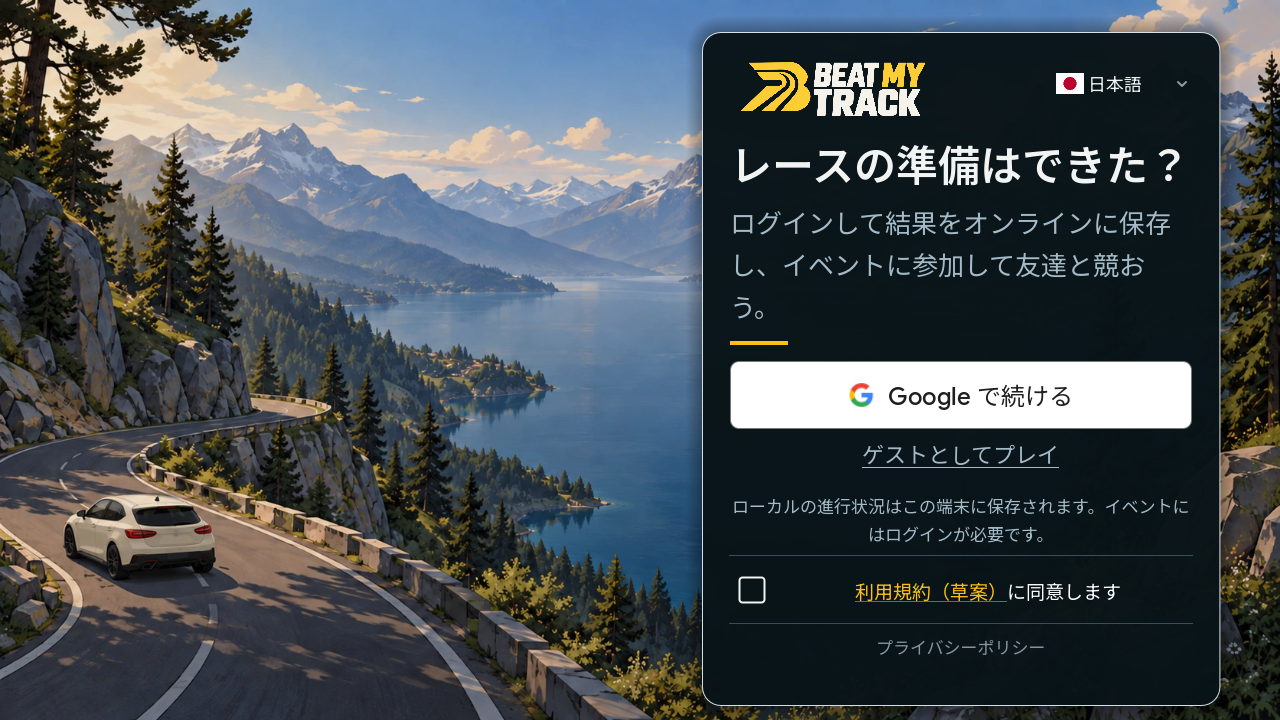 BEAT MY
TRACK
日本語
レースの準備はできた？
ログインして結果をオンラインに保存
し、イベントに参加して友達と競お
う。
Google で続ける
ゲストとしてプレイ
ローカルの進行状況はこの端末に保存されます。イベントに
はログインが必要です。
利用規約（草案）に同意します
プライバシーポリシー